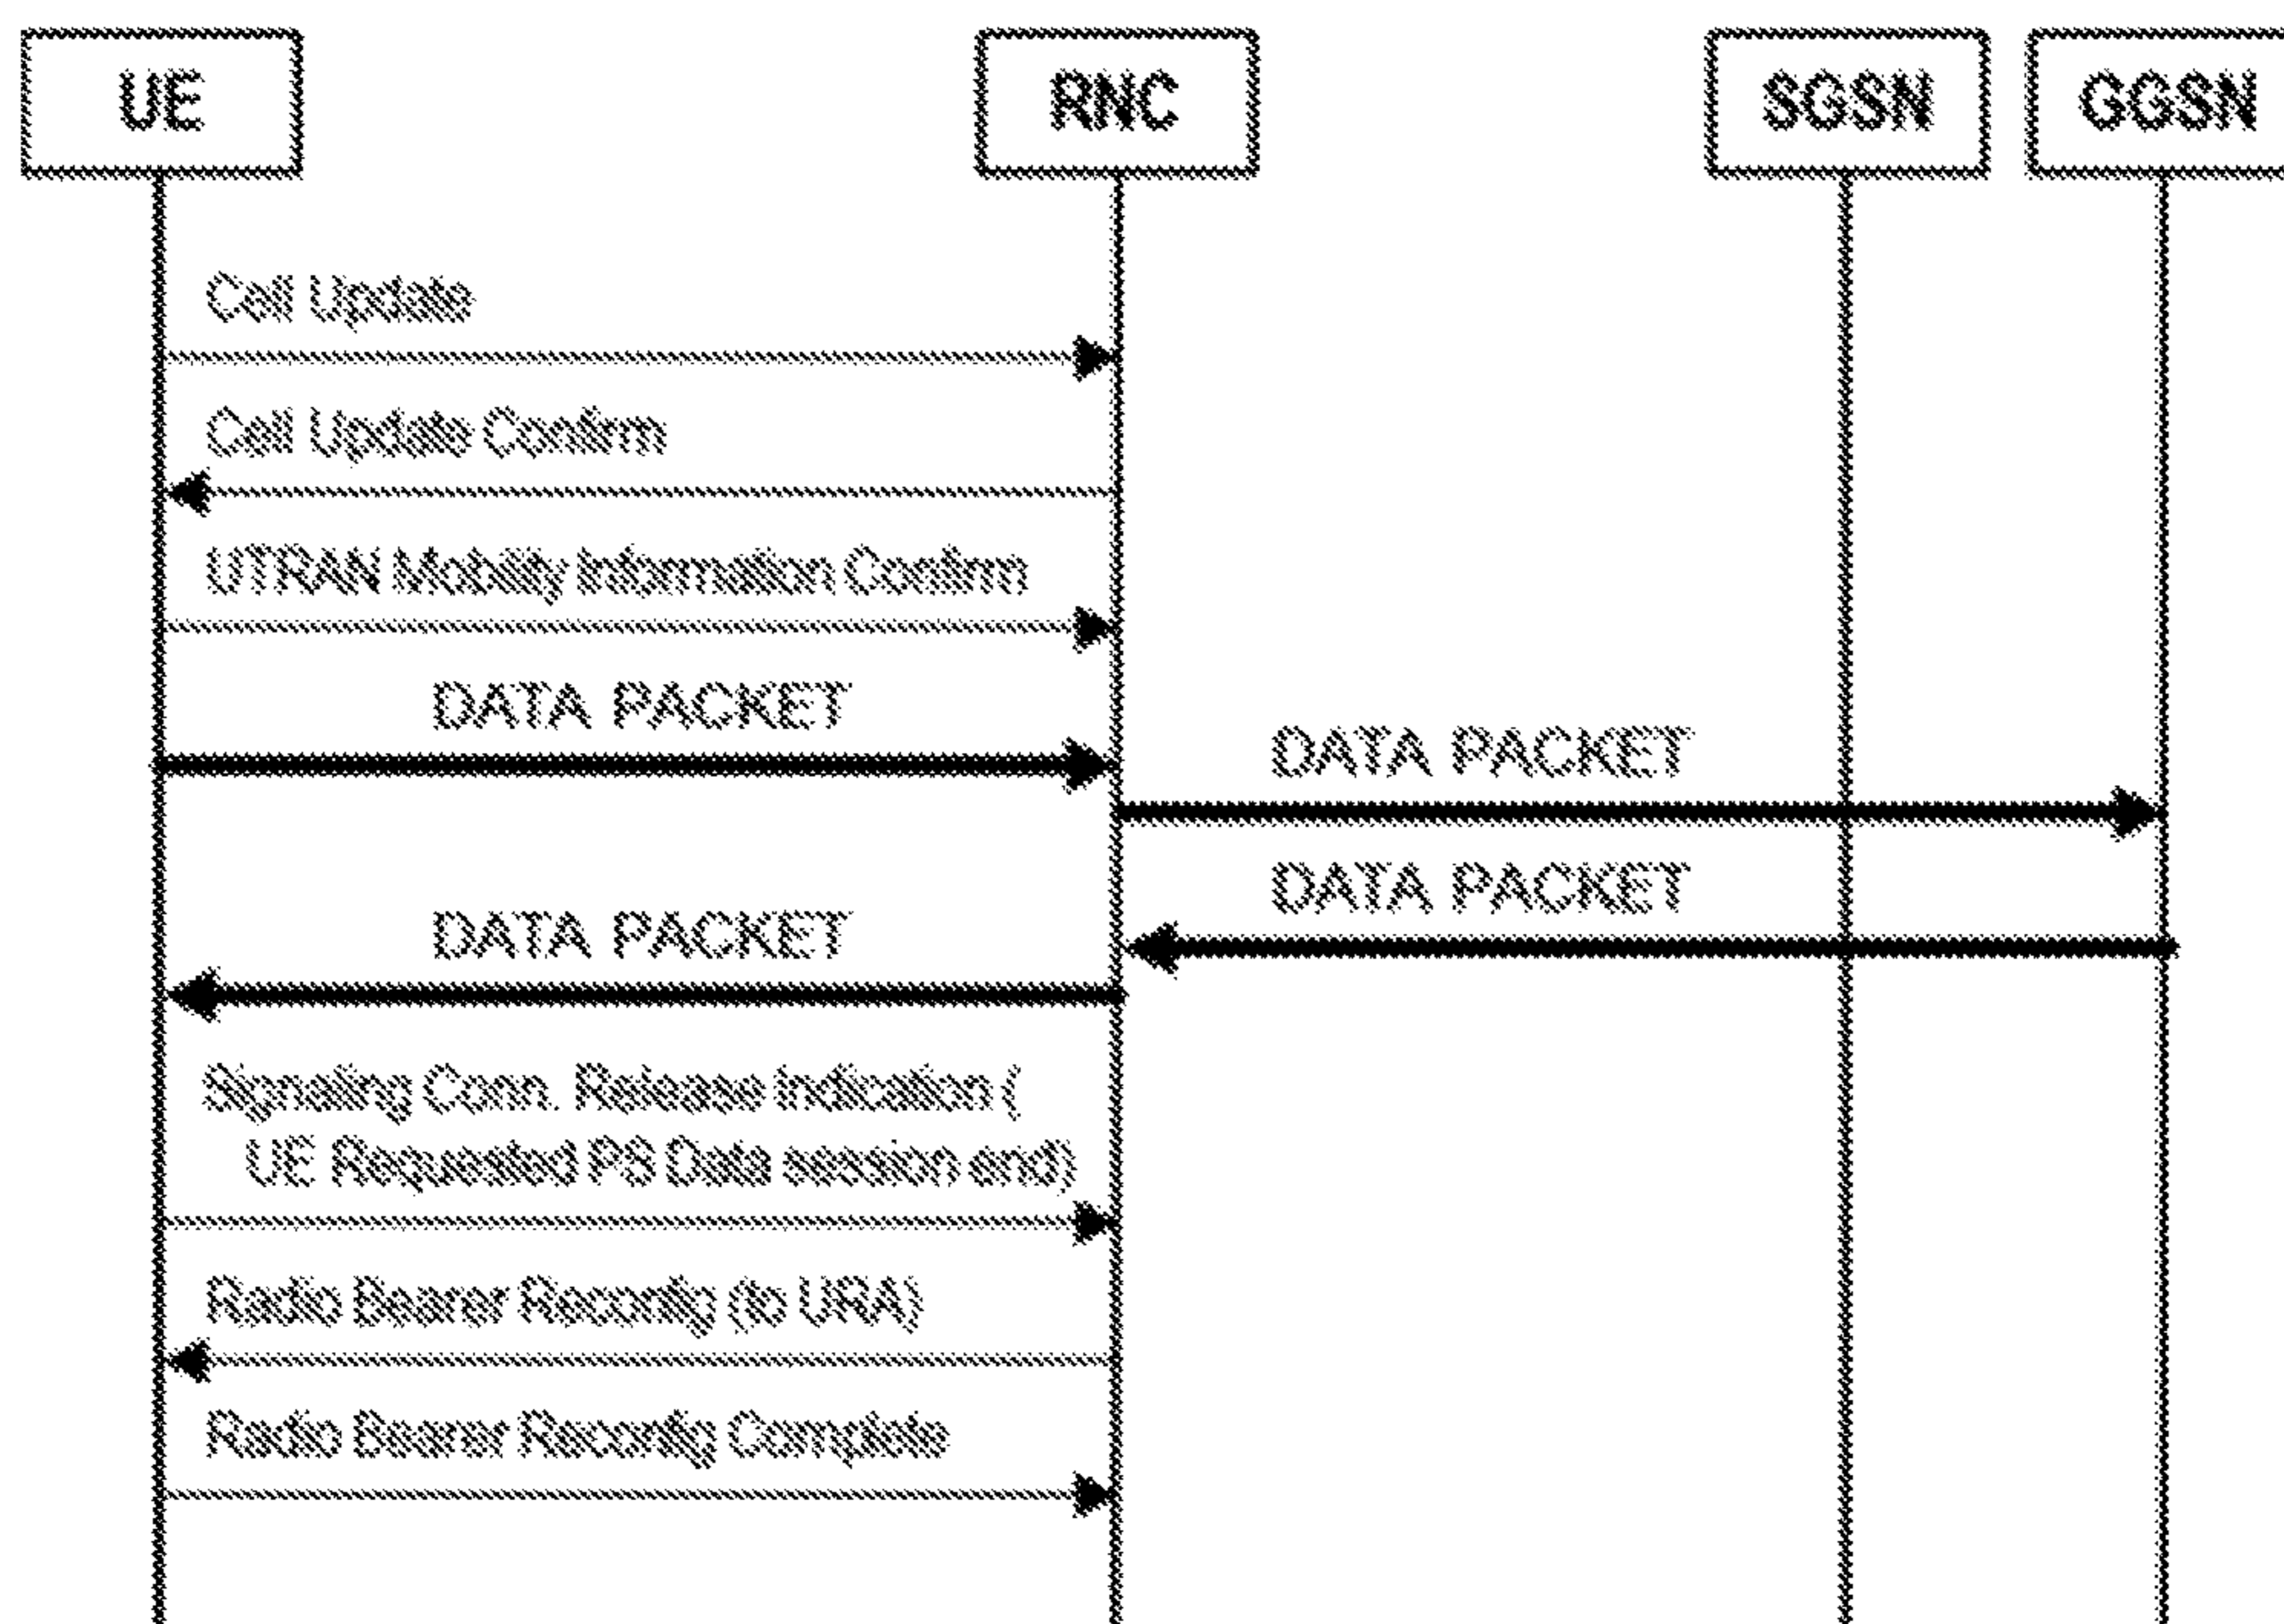 UE
RNC
SGSN
GGSN
Cell Update
Cell Update Confirm
UTRAN Mobility Information Confirm
DATA PACKET
DATA PACKET
DATA PACKET
DATA PACKET
Signaling Conn. Release Indication (
UE Requested PS Data session end)
Radio Bearer Reconfig (to URA)
Radio Bearer Reconfig Complete